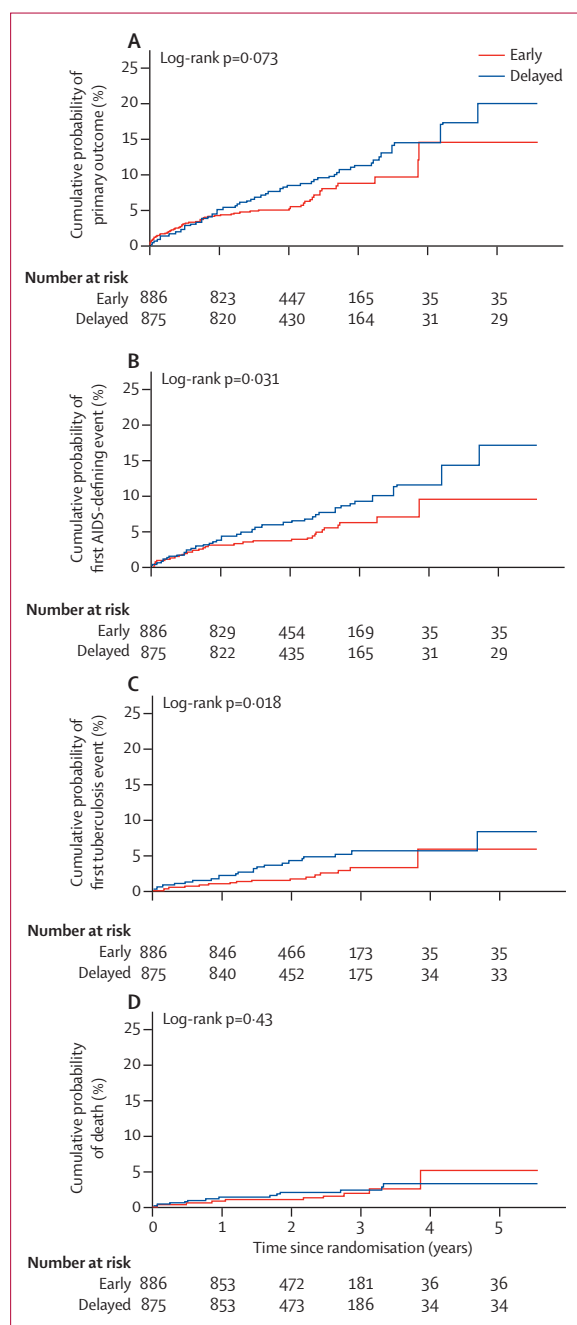 A
Log-rank p=0·073
Early
Delayed
Cumulative probability of
primary outcome (%)
25
20
15
10
5
0
Number at risk
Early 886 823 447 165 35 35
Delayed 875 820 430 164 31 29
B
Log-rank p=0·031
Cumulative probability of
first AIDS-defining event (%)
25
20
15
10
5
0
Number at risk
Early 886 829 454 169 35 35
Delayed 875 822 435 165 31 29
C
Log-rank p=0·018
Cumulative probability of
first tuberculosis event (%)
25
20
15
10
5
0
Number at risk
Early 886 846 466 173 35 35
Delayed 875 840 452 175 34 33
D
Log-rank p=0·43
Cumulative probability
of death (%)
25
20
15
10
5
0
0 1 2 3 4 5
Time since randomisation (years)
Number at risk
Early 886 853 472 181 36 36
Delayed 875 853 473 186 34 34